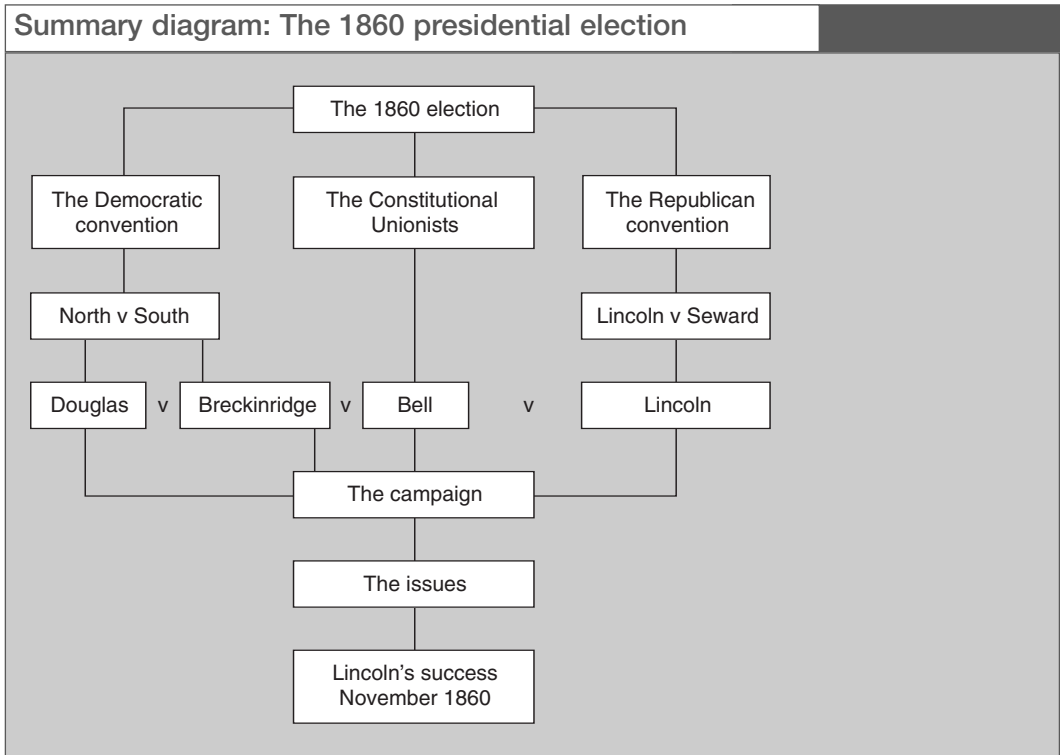 Summary diagram: The 1860 presidential election
The 1860 election
The Democratic
convention
The Constitutional
Unionists
The Republican
convention
North v South
Lincoln v Seward
Douglas v Breckinridge v Bell v Lincoln
The campaign
The issues
Lincoln's success
November 1860